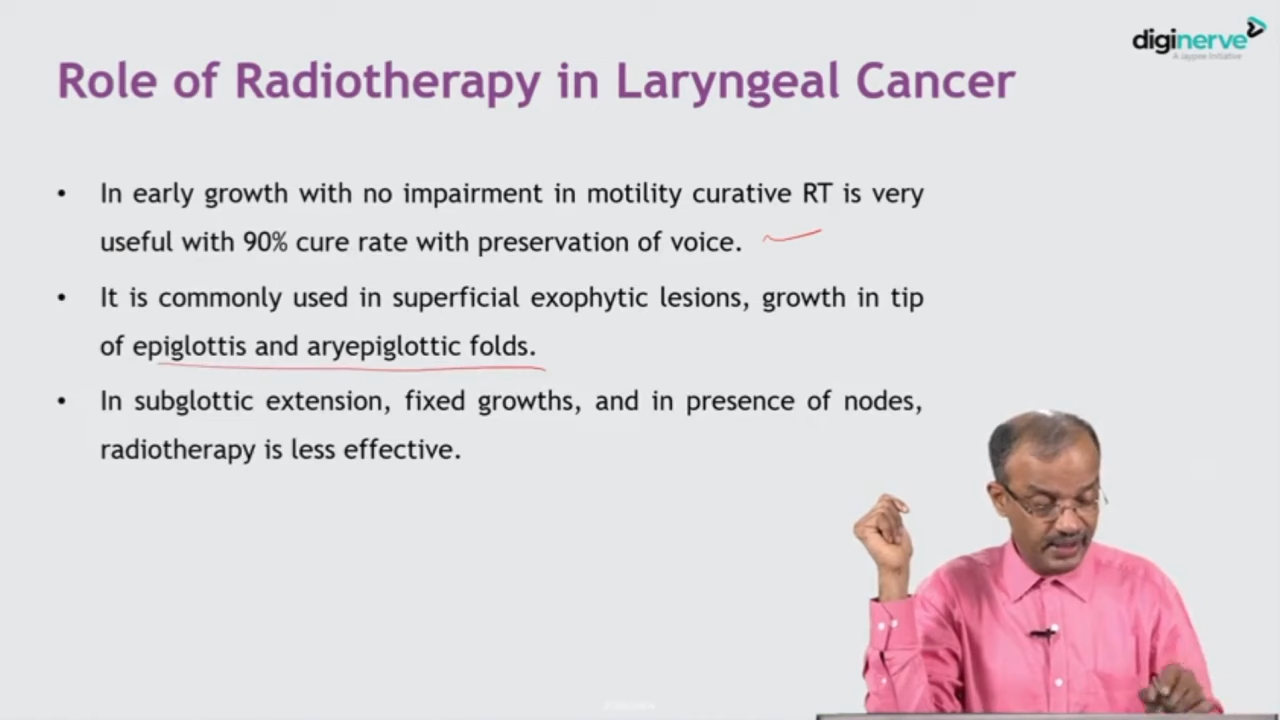 diginerve
A Jaypee Initiative
Role of Radiotherapy in Laryngeal Cancer
• In early growth with no impairment in motility curative RT is very
useful with 90% cure rate with preservation of voice.
• It is commonly used in superficial exophytic lesions, growth in tip
of epiglottis and aryepiglottic folds.
• In subglottic extension, fixed growths, and in presence of nodes,
radiotherapy is less effective.